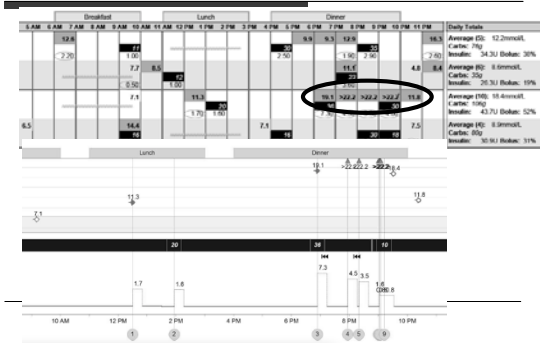 Breakfast Lunch Dinner
5 AM 6 AM 7 AM 8 AM 9 AM 10 AM 11 AM 12 PM 1 PM 2 PM 3 PM 4 PM 5 PM 6 PM 7 PM 8 PM 9 PM 10 PM 11 PM Daily Totals
12.6 9.9 9.3 12.9 16.3 Average (5): 12.2mmol/L
11 30 35 Carbs: 76g
2.20 1.00 2.50 1.90 2.90 2.60 Insulin: 34.3U Bolus: 36%
7.7 8.5 11.1 4.8 8.4
12 Carbs: 35g
0.50 1.00 Insulin: 26.3U Bolus: 19%
7.1 11.3 19.1 >22.2 >22.2 >22.2 11.8 Average (10): 18.4mmol/L
20 Carbs: 106g
1.70 1.60 Insulin: 43.7U Bolus: 52%
6.5 14.4 7.1 7.5 Average (4): 8.9mmol/L
16 16 30 18 Carbs: 80g
Insulin: 30.9U Bolus: 31%
Lunch Dinner
19.1 >22.2 22.2 >22.2 18.4
11.3 11.8
7.1
20 36 10
7.3 4.5 3.5
1.7 1.6
10 AM 12 PM 2 PM 4 PM 6 PM 8 PM 10 PM
1 2 3 4 5 9